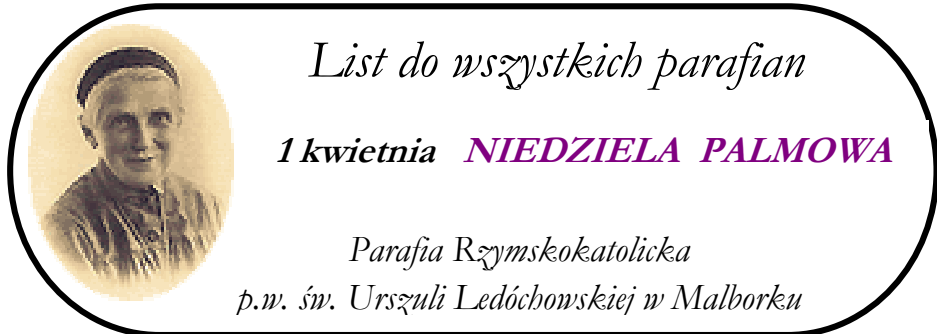 List do wszystkich parafian
1 kwietnia NIEDZIELA PALMOWA
Parafia Rzymskokatolicka
p.w. św. Urszuli Ledóchowskiej w Malborku